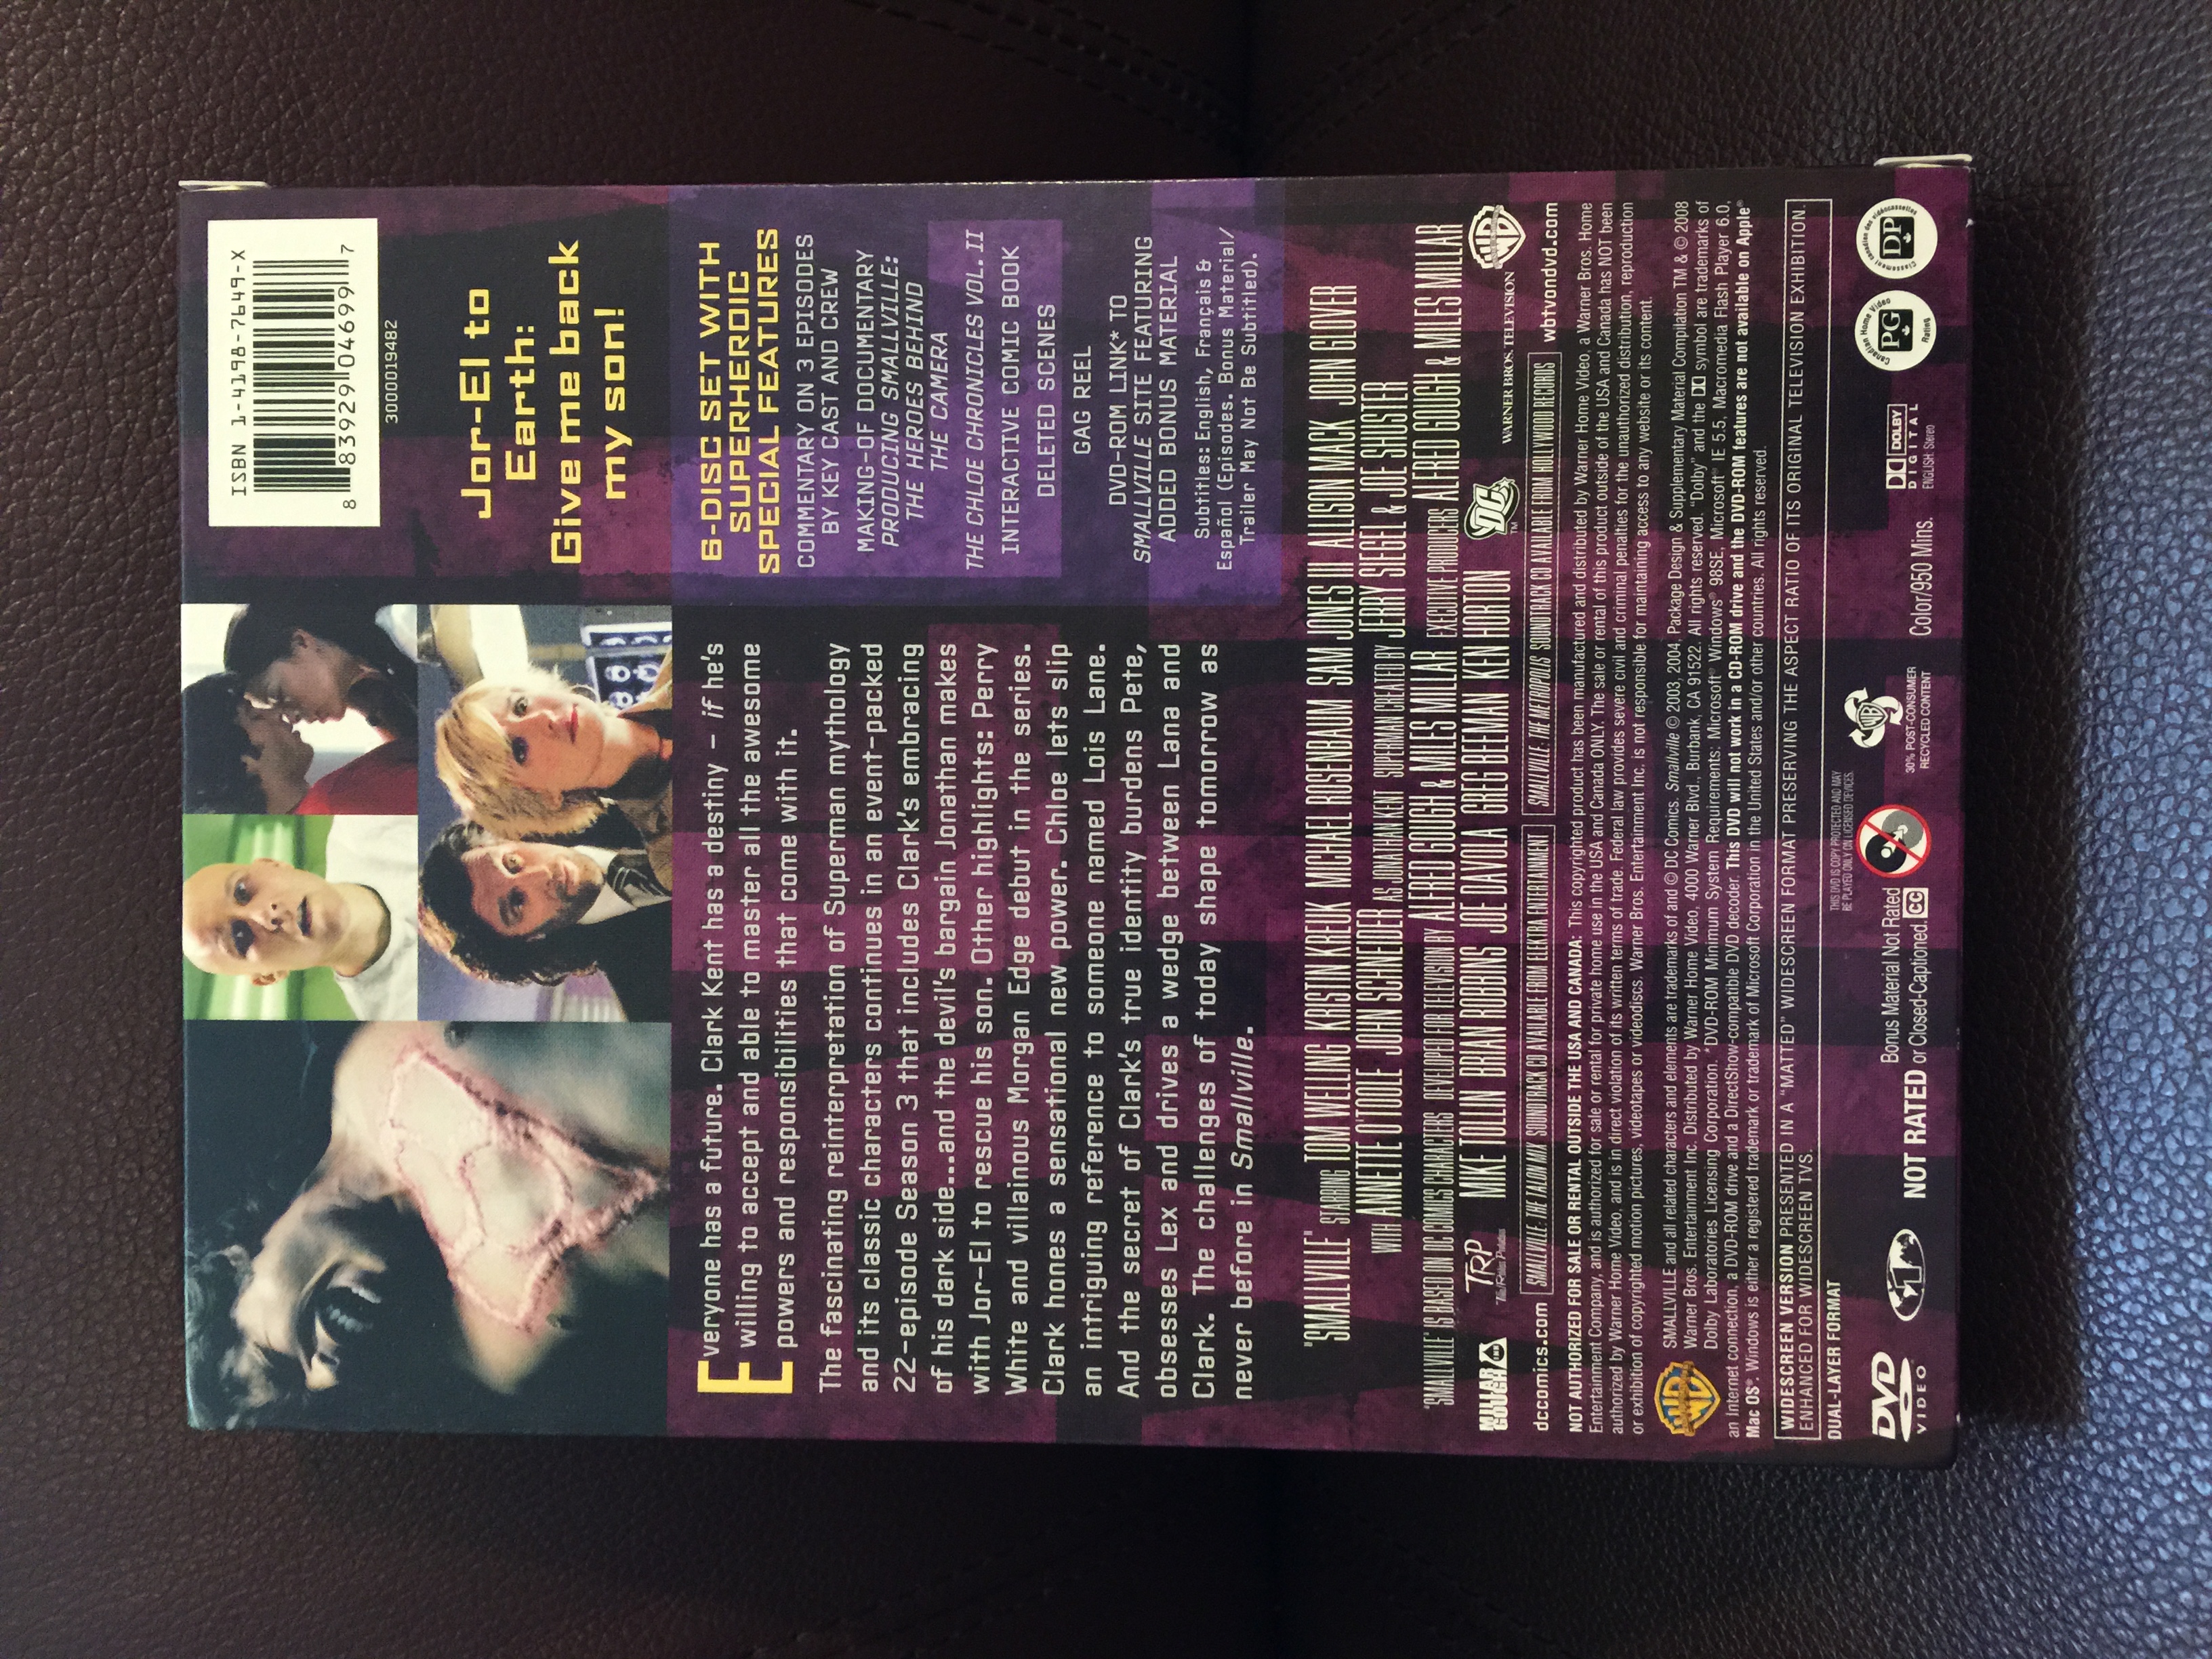 ISBN 1-4198-7649-X
8 83929 04699 7
3000019482
Jor-El to
Earth:
Give me back
my son!
Everyone has a future. Clark Kent has a destiny – if he's
willing to accept and able to master all the awesome
powers and responsibilities that come with it.
The fascinating reinterpretation of Superman mythology
and its classic characters continues in an event-packed
22-episode Season 3 that includes Clark's embracing
of his dark side...and the devil's bargain Jonathan makes
with Jor-El to rescue his son. Other highlights: Perry
White and villainous Morgan Edge debut in the series.
Clark hones a sensational new power. Chloe lets slip
an intriguing reference to someone named Lois Lane.
And the secret of Clark's true identity burdens Pete,
obsesses Lex and drives a wedge between Lana and
Clark. The challenges of today shape tomorrow as
never before in Smallville.
6-DISC SET WITH
SUPERHEROIC
SPECIAL FEATURES
COMMENTARY ON 3 EPISODES
BY KEY CAST AND CREW
MAKING-OF DOCUMENTARY
PRODUCING SMALLVILLE:
THE HEROES BEHIND
THE CAMERA
THE CHLOE CHRONICLES VOL. II
INTERACTIVE COMIC BOOK
DELETED SCENES
GAG REEL
DVD-ROM LINK* TO
SMALLVILLE SITE FEATURING
ADDED BONUS MATERIAL
Subtitles: English, Français &
Español (Episodes. Bonus Material/
Trailer May Not Be Subtitled).
"SMALLVILLE" STARRING TOM WELLING KRISTIN KREUK MICHAEL ROSENBAUM SAM JONES III ALLISON MACK JOHN GLOVER
WITH ANNETTE O'TOOLE JOHN SCHNEIDER AS JONATHAN KENT SUPERMAN CREATED BY JERRY SIEGEL & JOE SHUSTER
"SMALLVILLE" IS BASED ON DC COMICS CHARACTERS DEVELOPED FOR TELEVISION BY ALFRED GOUGH & MILES MILLAR EXECUTIVE PRODUCERS ALFRED GOUGH & MILES MILLAR
MILLAR GOUGH INK TRP Tollin/Robbins Productions MIKE TOLLIN BRIAN ROBBINS JOE DAVOLA GREG BEEMAN KEN HORTON DC TM WARNER BROS. TELEVISION WB
dccomics.com SMALLVILLE: THE TALON MIX SOUNDTRACK CD AVAILABLE FROM ELEKTRA ENTERTAINMENT SMALLVILLE: THE METROPOLIS SOUNDTRACK CD AVAILABLE FROM HOLLYWOOD RECORDS wbtvondvd.com
NOT AUTHORIZED FOR SALE OR RENTAL OUTSIDE THE USA AND CANADA: This copyrighted product has been manufactured and distributed by Warner Home Video, a Warner Bros. Home
Entertainment Company, and is authorized for sale or rental for private home use in the USA and Canada ONLY. The sale or rental of this product outside of the USA and Canada has NOT been
authorized by Warner Home Video, and is in direct violation of its written terms of trade. Federal law provides severe civil and criminal penalties for the unauthorized distribution, reproduction
or exhibition of copyrighted motion pictures, videotapes or videodiscs. Warner Bros. Entertainment Inc. is not responsible for maintaining access to any website or its content.
SMALLVILLE and all related characters and elements are trademarks of and © DC Comics. Smallville © 2003, 2004, Package Design & Supplementary Material Compilation TM & © 2008
Warner Bros. Entertainment Inc. Distributed by Warner Home Video, 4000 Warner Blvd., Burbank, CA 91522. All rights reserved. "Dolby" and the DD symbol are trademarks of
Dolby Laboratories Licensing Corporation. *DVD-ROM Minimum System Requirements: Microsoft® Windows® 98SE, Microsoft® IE 5.5, Macromedia Flash Player 6.0,
an Internet connection, a DVD-ROM drive and a DirectShow-compatible DVD decoder. This DVD will not work in a CD-ROM drive and the DVD-ROM features are not available on Apple®
Mac OS®. Windows is either a registered trademark or trademark of Microsoft Corporation in the United States and/or other countries. All rights reserved.
WIDESCREEN VERSION PRESENTED IN A "MATTED" WIDESCREEN FORMAT PRESERVING THE ASPECT RATIO OF ITS ORIGINAL TELEVISION EXHIBITION.
ENHANCED FOR WIDESCREEN TVS.
DUAL-LAYER FORMAT
THIS DVD IS COPY PROTECTED AND MAY
BE PLAYED ONLY ON LICENSED DEVICES.
DVD
VIDEO
1
NOT RATED
Bonus Material Not Rated
or Closed-Captioned. CC
WB
30% POST-CONSUMER
RECYCLED CONTENT
Color/950 Mins.
DOLBY
DIGITAL
ENGLISH: Stereo
Canadian Home Video
PG
Rating
Classement canadien des vidéocassettes
DP